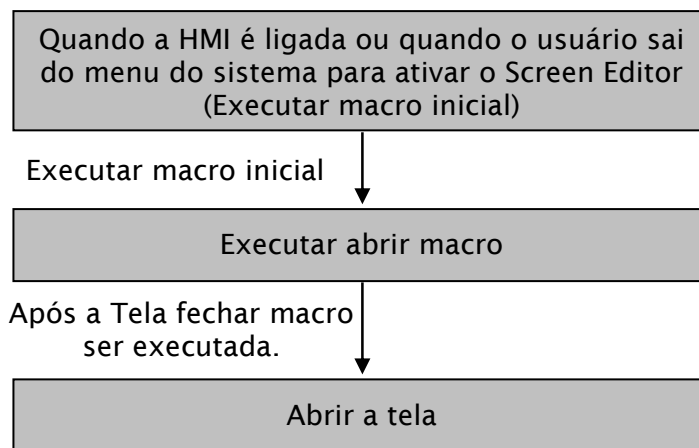 Quando a HMI é ligada ou quando o usuário sai
do menu do sistema para ativar o Screen Editor
(Executar macro inicial)
Executar macro inicial
Executar abrir macro
Após a Tela fechar macro
ser executada.
Abrir a tela